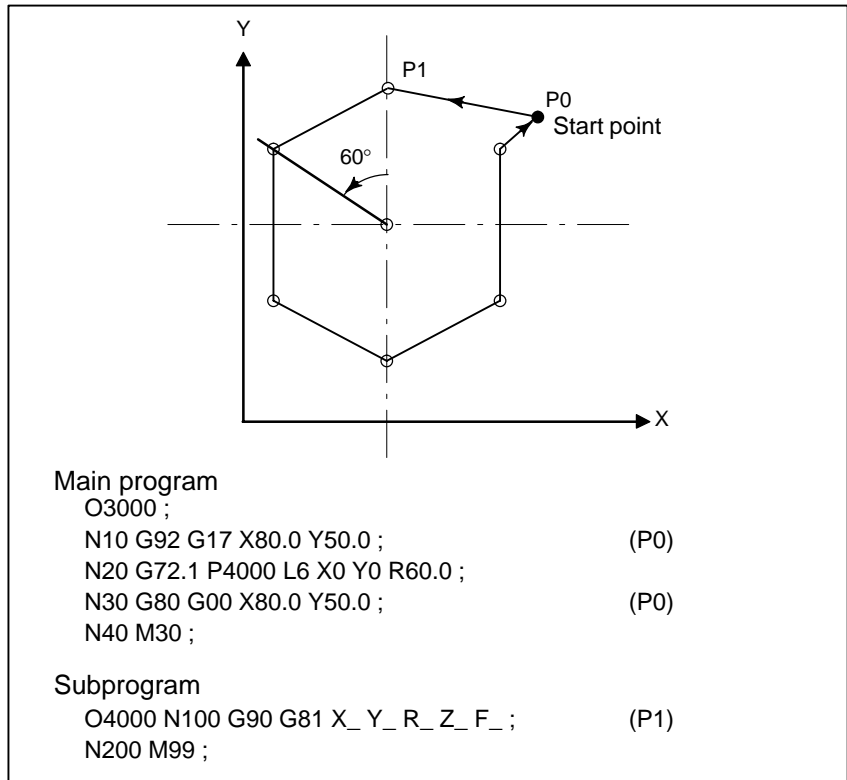 Y
P1
P0
Start point
60°
X
Main program
O3000 ;
N10 G92 G17 X80.0 Y50.0 ; (P0)
N20 G72.1 P4000 L6 X0 Y0 R60.0 ;
N30 G80 G00 X80.0 Y50.0 ; (P0)
N40 M30 ;
Subprogram
O4000 N100 G90 G81 X_ Y_ R_ Z_ F_ ; (P1)
N200 M99 ;